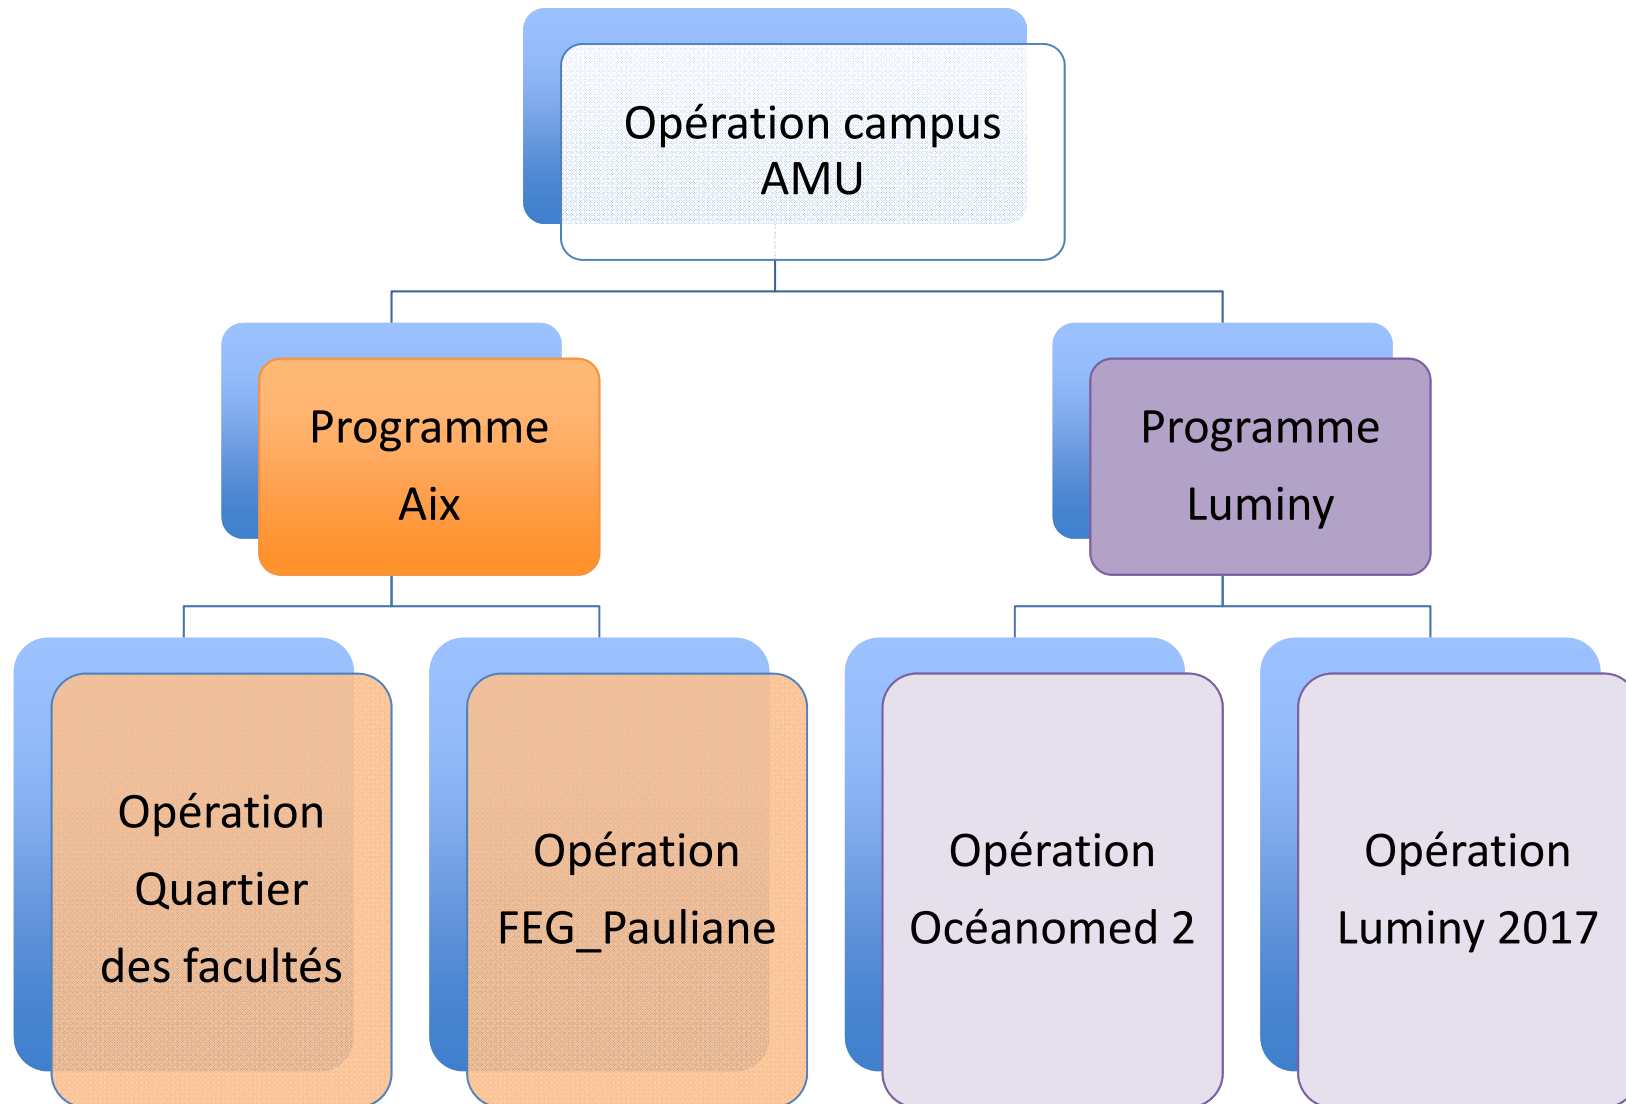 Opération campus
AMU
Programme
Aix
Programme
Luminy
Opération
Quartier
des facultés
Opération
FEG_Pauliane
Opération
Océanomed 2
Opération
Luminy 2017